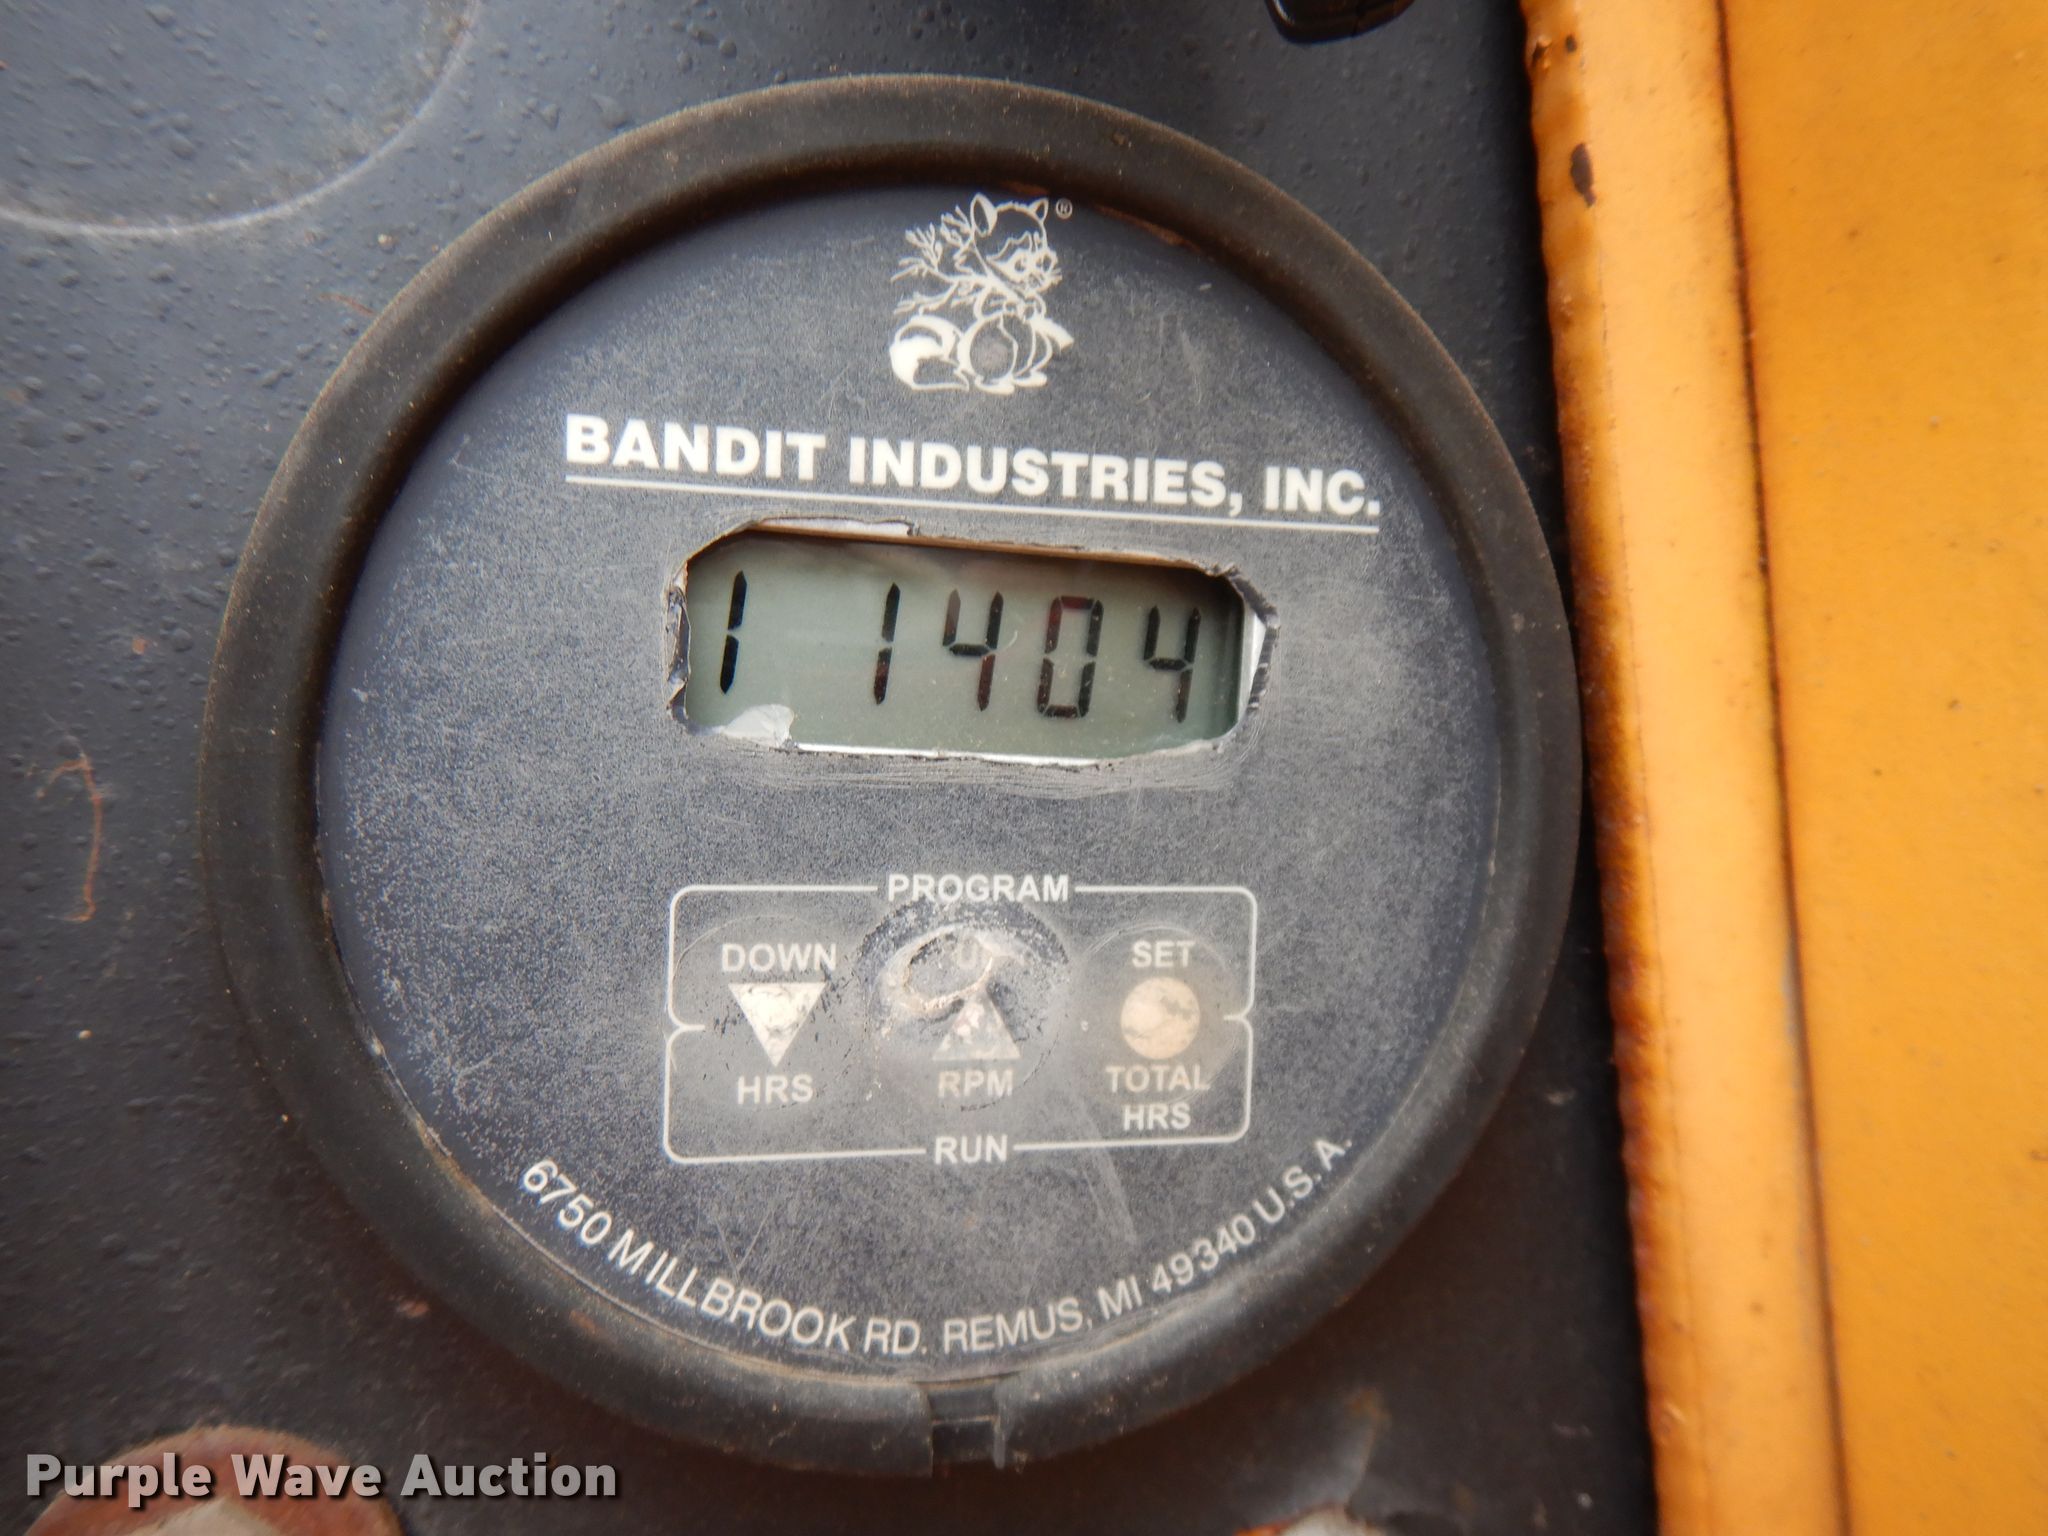 ®
BANDIT INDUSTRIES, INC.
1 1404
PROGRAM
DOWN U SET
HRS RPM TOTAL HRS
RUN
6750 MILLBROOK RD. REMUS, MI 49340 U.S.A.
Purple Wave Auction